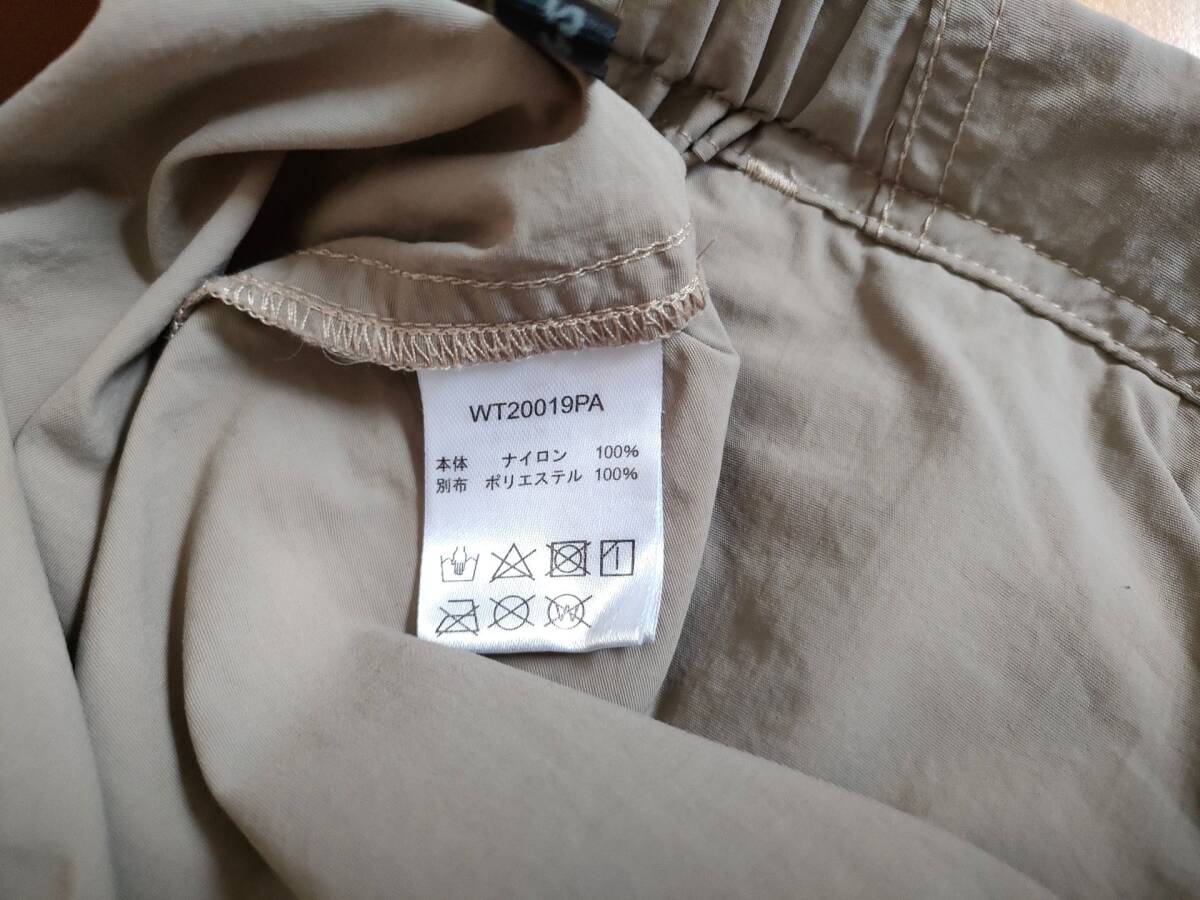 S
WT20019PA
本体 ナイロン 100%
別布 ポリエステル 100%